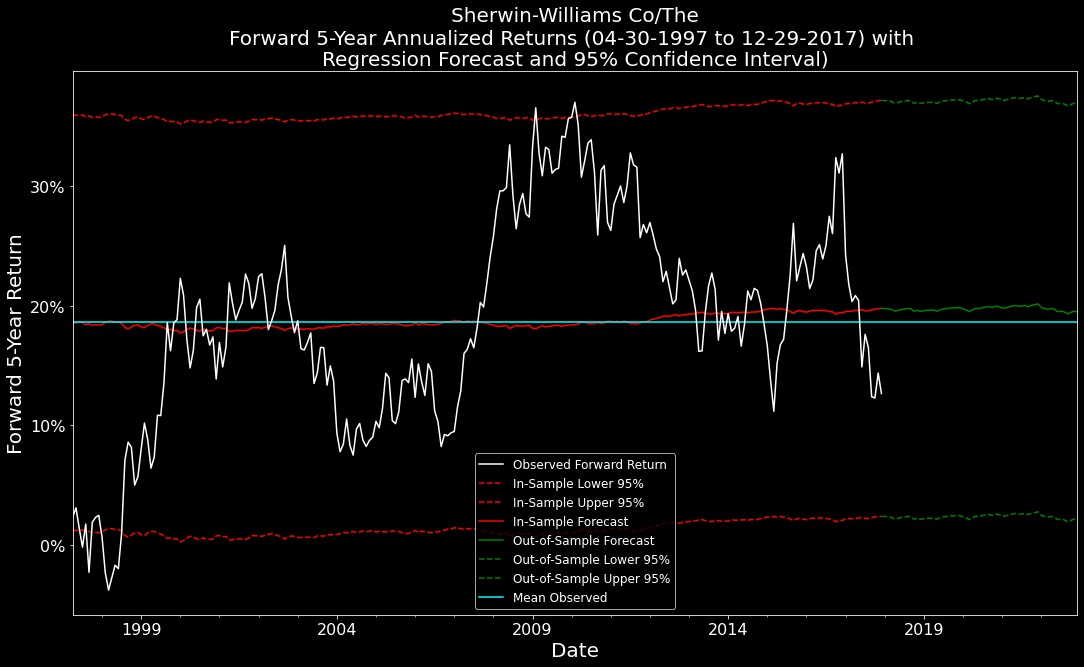 Sherwin-Williams Co/The
Forward 5-Year Annualized Returns (04-30-1997 to 12-29-2017) with
Regression Forecast and 95% Confidence Interval)
Forward 5-Year Return
30%
20%
10%
0%
Observed Forward Return
In-Sample Lower 95%
In-Sample Upper 95%
In-Sample Forecast
Out-of-Sample Forecast
Out-of-Sample Lower 95%
Out-of-Sample Upper 95%
Mean Observed
1999 2004 2009 2014 2019
Date